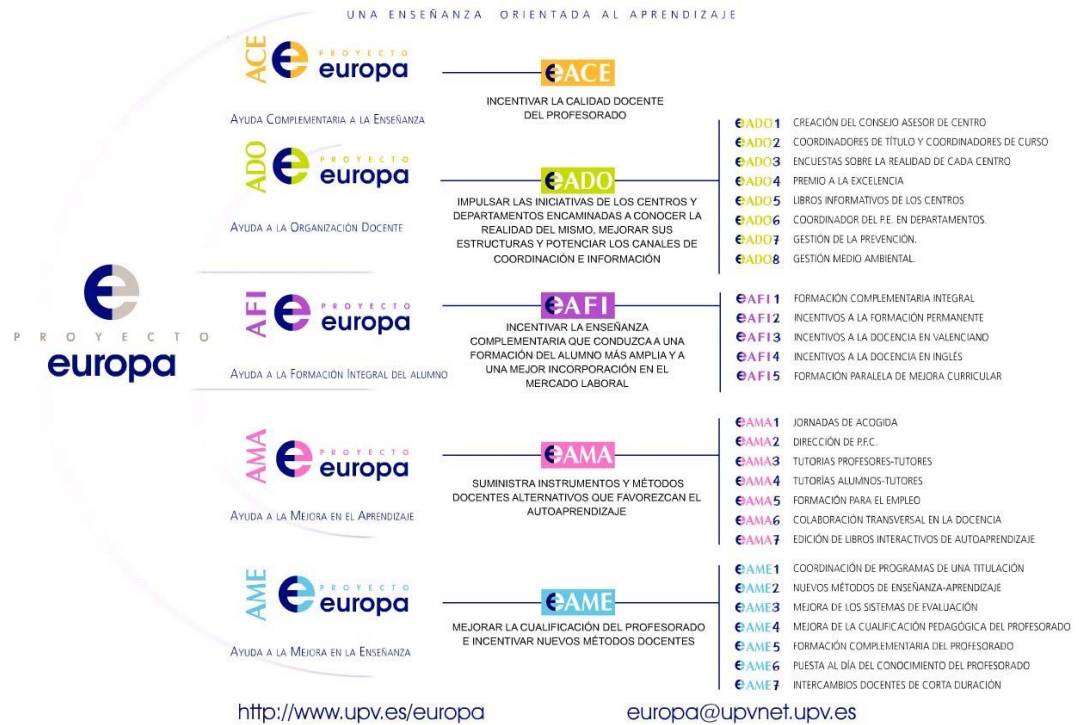 UNA ENSEÑANZA ORIENTADA AL APRENDIZAJE
PROYECTO
europa
ACE
PROYECTO
europa
AYUDA COMPLEMENTARIA A LA ENSEÑANZA
eACE
INCENTIVAR LA CALIDAD DOCENTE
DEL PROFESORADO
ADO
PROYECTO
europa
AYUDA A LA ORGANIZACIÓN DOCENTE
eADO
IMPULSAR LAS INICIATIVAS DE LOS CENTROS Y
DEPARTAMENTOS ENCAMINADAS A CONOCER LA
REALIDAD DEL MISMO, MEJORAR SUS
ESTRUCTURAS Y POTENCIAR LOS CANALES DE
COORDINACIÓN E INFORMACIÓN
eADO1 CREACIÓN DEL CONSEJO ASESOR DE CENTRO
eADO2 COORDINADORES DE TÍTULO Y COORDINADORES DE CURSO
eADO3 ENCUESTAS SOBRE LA REALIDAD DE CADA CENTRO
eADO4 PREMIO A LA EXCELENCIA
eADO5 LIBROS INFORMATIVOS DE LOS CENTROS
eADO6 COORDINADOR DEL P.E. EN DEPARTAMENTOS.
eADO7 GESTIÓN DE LA PREVENCIÓN.
eADO8 GESTIÓN MEDIO AMBIENTAL.
AFI
PROYECTO
europa
AYUDA A LA FORMACIÓN INTEGRAL DEL ALUMNO
eAFI
INCENTIVAR LA ENSEÑANZA
COMPLEMENTARIA QUE CONDUZCA A UNA
FORMACIÓN DEL ALUMNO MÁS AMPLIA Y A
UNA MEJOR INCORPORACIÓN EN EL
MERCADO LABORAL
eAFI1 FORMACIÓN COMPLEMENTARIA INTEGRAL
eAFI2 INCENTIVOS A LA FORMACIÓN PERMANENTE
eAFI3 INCENTIVOS A LA DOCENCIA EN VALENCIANO
eAFI4 INCENTIVOS A LA DOCENCIA EN INGLÉS
eAFI5 FORMACIÓN PARALELA DE MEJORA CURRICULAR
AMA
PROYECTO
europa
AYUDA A LA MEJORA EN EL APRENDIZAJE
eAMA
SUMINISTRA INSTRUMENTOS Y MÉTODOS
DOCENTES ALTERNATIVOS QUE FAVOREZCAN EL
AUTOAPRENDIZAJE
eAMA1 JORNADAS DE ACOGIDA
eAMA2 DIRECCIÓN DE P.F.C.
eAMA3 TUTORIAS PROFESORES-TUTORES
eAMA4 TUTORÍAS ALUMNOS-TUTORES
eAMA5 FORMACIÓN PARA EL EMPLEO
eAMA6 COLABORACIÓN TRANSVERSAL EN LA DOCENCIA
eAMA7 EDICIÓN DE LIBROS INTERACTIVOS DE AUTOAPRENDIZAJE
AME
PROYECTO
europa
AYUDA A LA MEJORA EN LA ENSEÑANZA
eAME
MEJORAR LA CUALIFICACIÓN DEL PROFESORADO
E INCENTIVAR NUEVOS MÉTODOS DOCENTES
eAME1 COORDINACIÓN DE PROGRAMAS DE UNA TITULACIÓN
eAME2 NUEVOS MÉTODOS DE ENSEÑANZA-APRENDIZAJE
eAME3 MEJORA DE LOS SISTEMAS DE EVALUACIÓN
eAME4 MEJORA DE LA CUALIFICACIÓN PEDAGÓGICA DEL PROFESORADO
eAME5 FORMACIÓN COMPLEMENTARIA DEL PROFESORADO
eAME6 PUESTA AL DÍA DEL CONOCIMIENTO DEL PROFESORADO
eAME7 INTERCAMBIOS DOCENTES DE CORTA DURACIÓN
http://www.upv.es/europa
europa@upvnet.upv.es